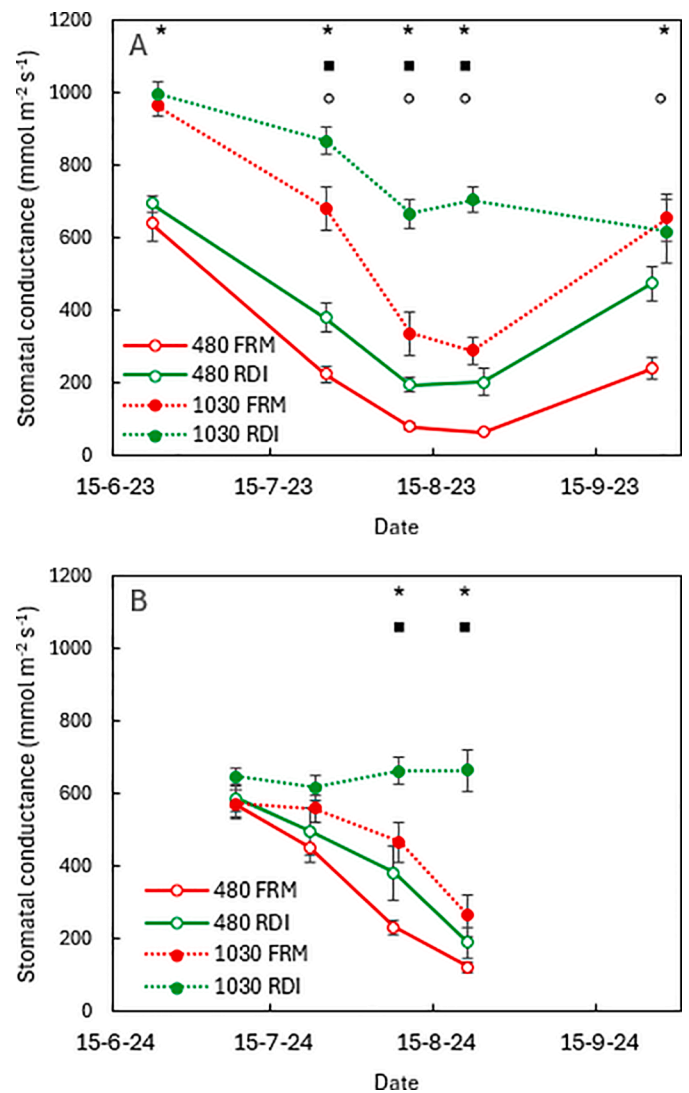 A
1200
1000
800
600
400
200
0
Stomatal conductance (mmol m⁻² s⁻¹)
480 FRM
480 RDI
1030 FRM
1030 RDI
15-6-23 15-7-23 15-8-23 15-9-23
Date
B
1200
1000
800
600
400
200
0
Stomatal conductance (mmol m⁻² s⁻¹)
480 FRM
480 RDI
1030 FRM
1030 RDI
15-6-24 15-7-24 15-8-24 15-9-24
Date